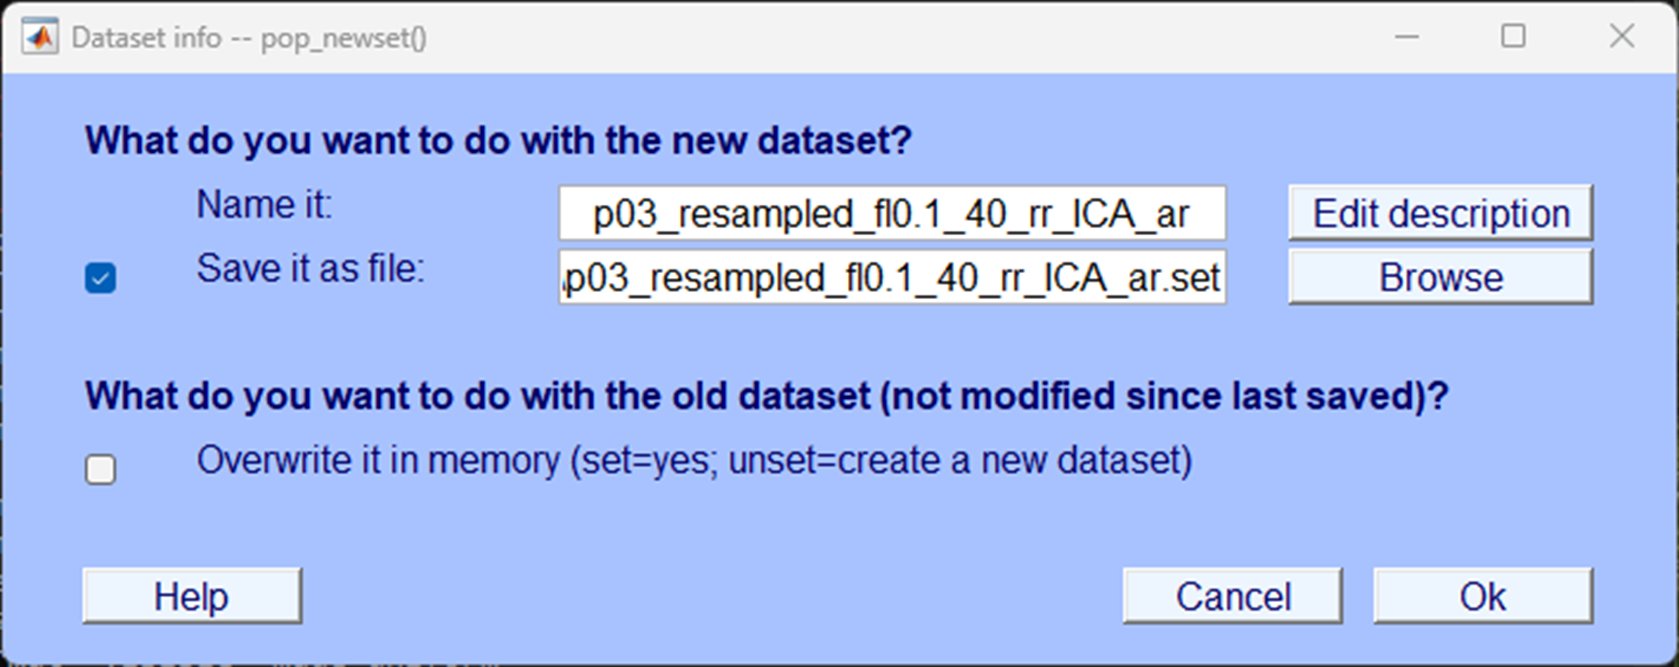 Dataset info -- pop_newset()
What do you want to do with the new dataset?
Name it: p03_resampled_fl0.1_40_rr_ICA_ar Edit description
Save it as file: \p03_resampled_fl0.1_40_rr_ICA_ar.set Browse
What do you want to do with the old dataset (not modified since last saved)?
Overwrite it in memory (set=yes; unset=create a new dataset)
Help Cancel Ok